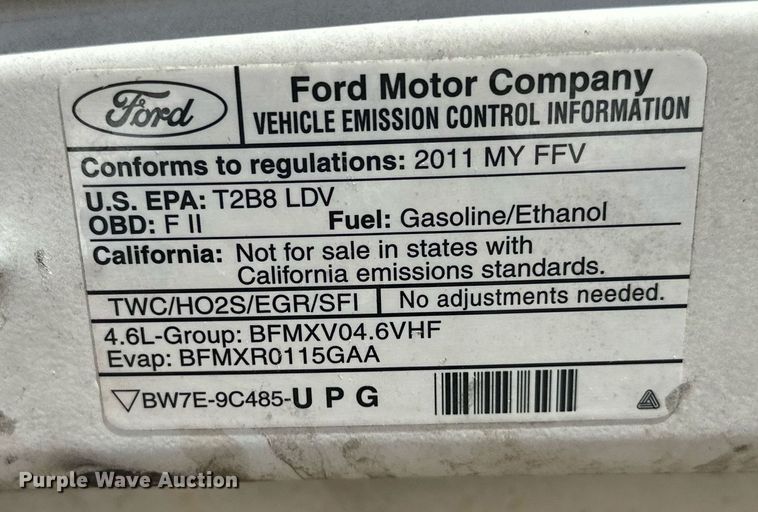 Ford
Ford Motor Company
VEHICLE EMISSION CONTROL INFORMATION
Conforms to regulations: 2011 MY FFV
U.S. EPA: T2B8 LDV
OBD: F II Fuel: Gasoline/Ethanol
California: Not for sale in states with
California emissions standards.
TWC/HO2S/EGR/SFI No adjustments needed.
4.6L-Group: BFMXV04.6VHF
Evap: BFMXR0115GAA
BW7E-9C485-U P G
Purple Wave Auction